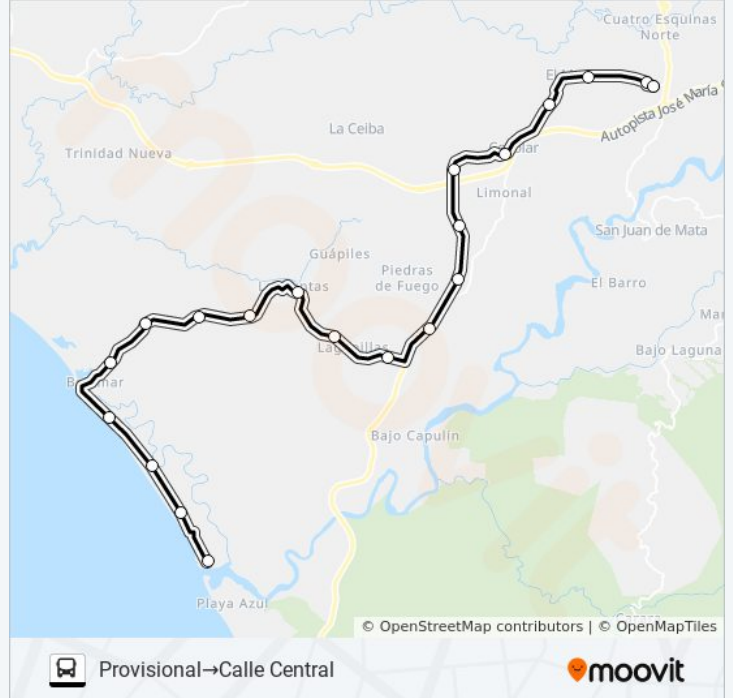 Cuatro Esquinas
Norte
Autopista José María
La Ceiba
Trinidad Nueva
Limonal
San Juan de Mata
Guápiles
Piedras
de Fuego
El Barro
Bajo Laguna
Bajo Capulín
Playa Azul
© OpenStreetMap contributors | © OpenMapTiles
Provisional→Calle Central
moovit